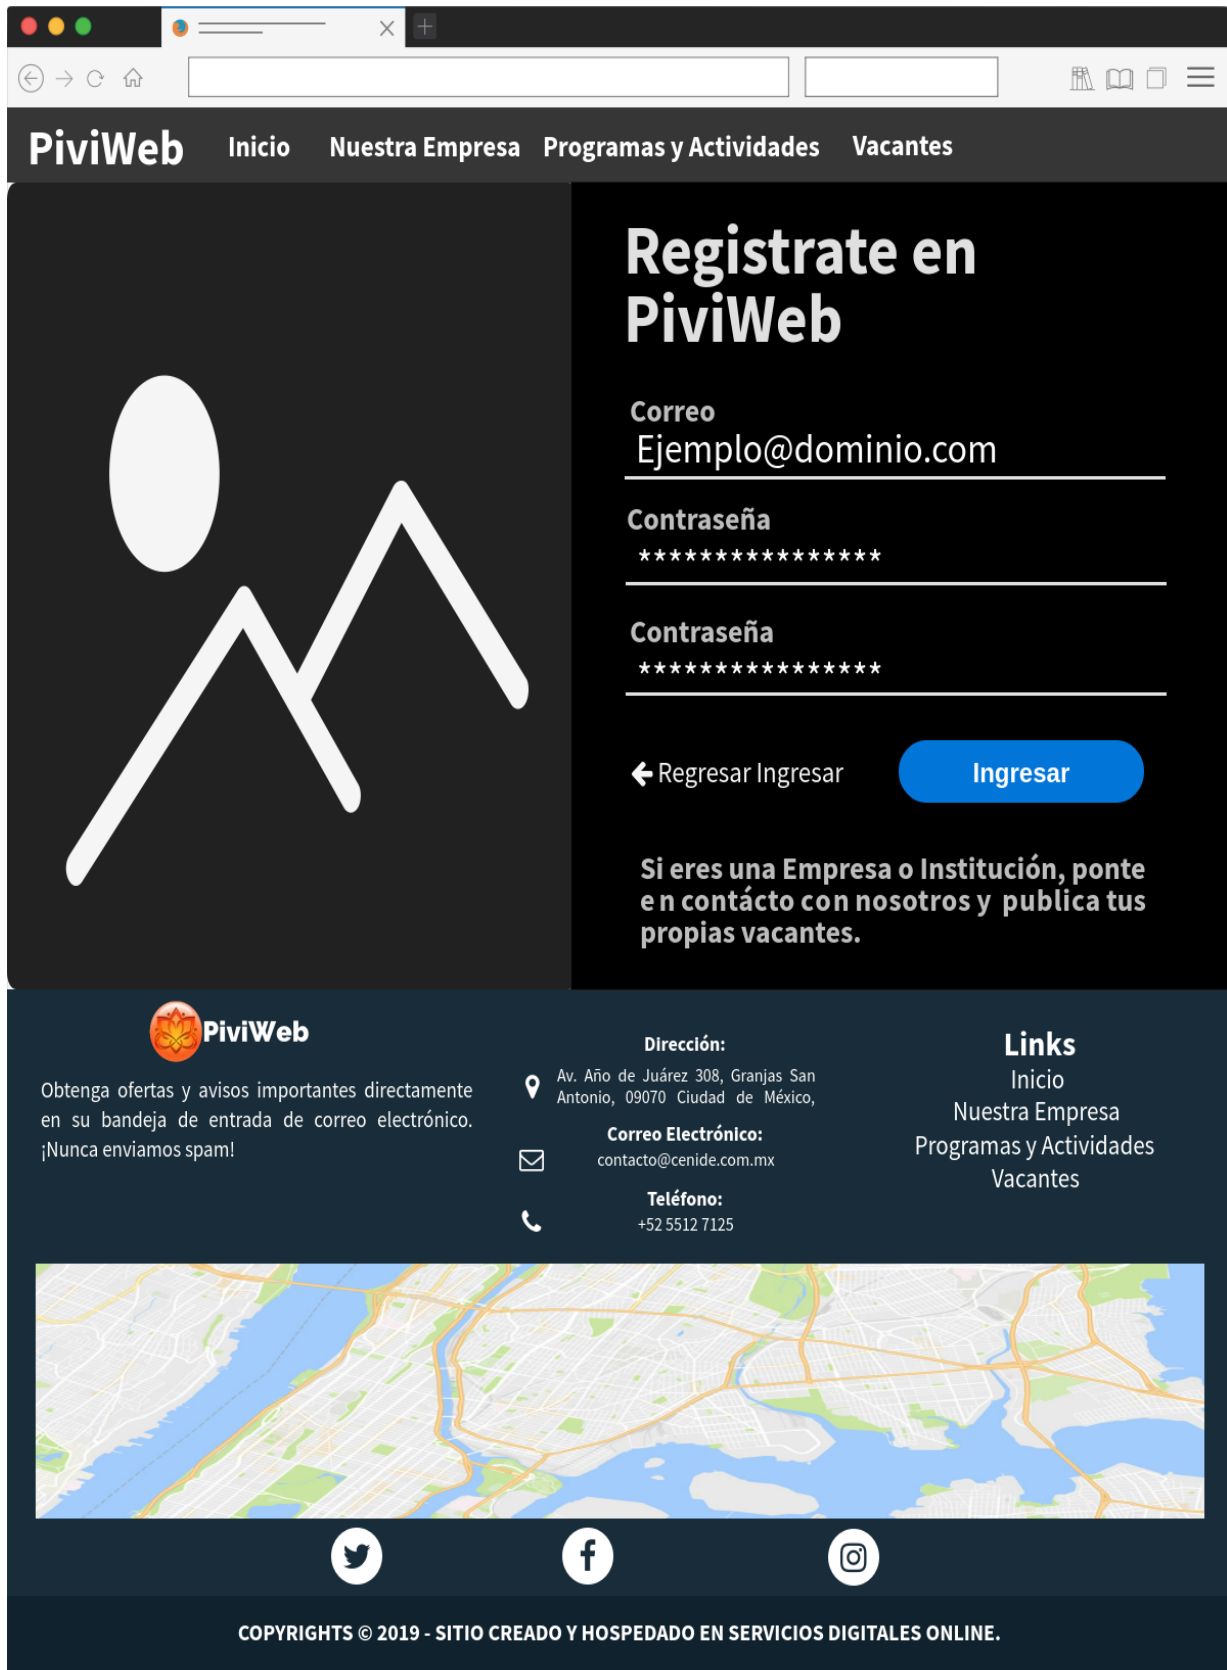 PiviWeb Inicio Nuestra Empresa Programas y Actividades Vacantes
Registrate en
PiviWeb
Correo
Ejemplo@dominio.com
Contraseña
****************
Contraseña
****************
Regresar Ingresar
Ingresar
Si eres una Empresa o Institución, ponte
en contácto con nosotros y publica tus
propias vacantes.
PiviWeb
Obtenga ofertas y avisos importantes directamente
en su bandeja de entrada de correo electrónico.
¡Nunca enviamos spam!
Dirección:
Av. Año de Juárez 308, Granjas San
Antonio, 09070 Ciudad de México,
Correo Electrónico:
contacto@cenide.com.mx
Teléfono:
+52 5512 7125
Links
Inicio
Nuestra Empresa
Programas y Actividades
Vacantes
COPYRIGHTS © 2019 - SITIO CREADO Y HOSPEDADO EN SERVICIOS DIGITALES ONLINE.